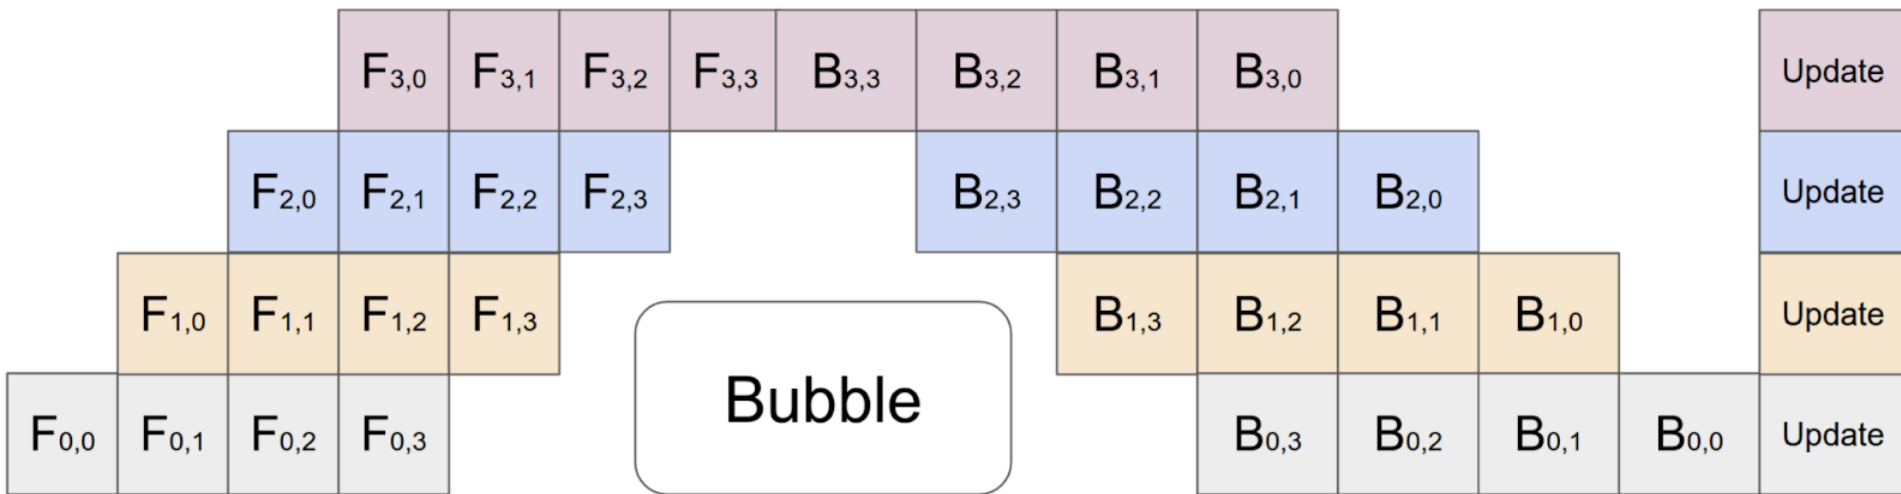 F3,0 F3,1 F3,2 F3,3 B3,3 B3,2 B3,1 B3,0 Update
F2,0 F2,1 F2,2 F2,3 B2,3 B2,2 B2,1 B2,0 Update
F1,0 F1,1 F1,2 F1,3 B1,3 B1,2 B1,1 B1,0 Update
Bubble
F0,0 F0,1 F0,2 F0,3 B0,3 B0,2 B0,1 B0,0 Update